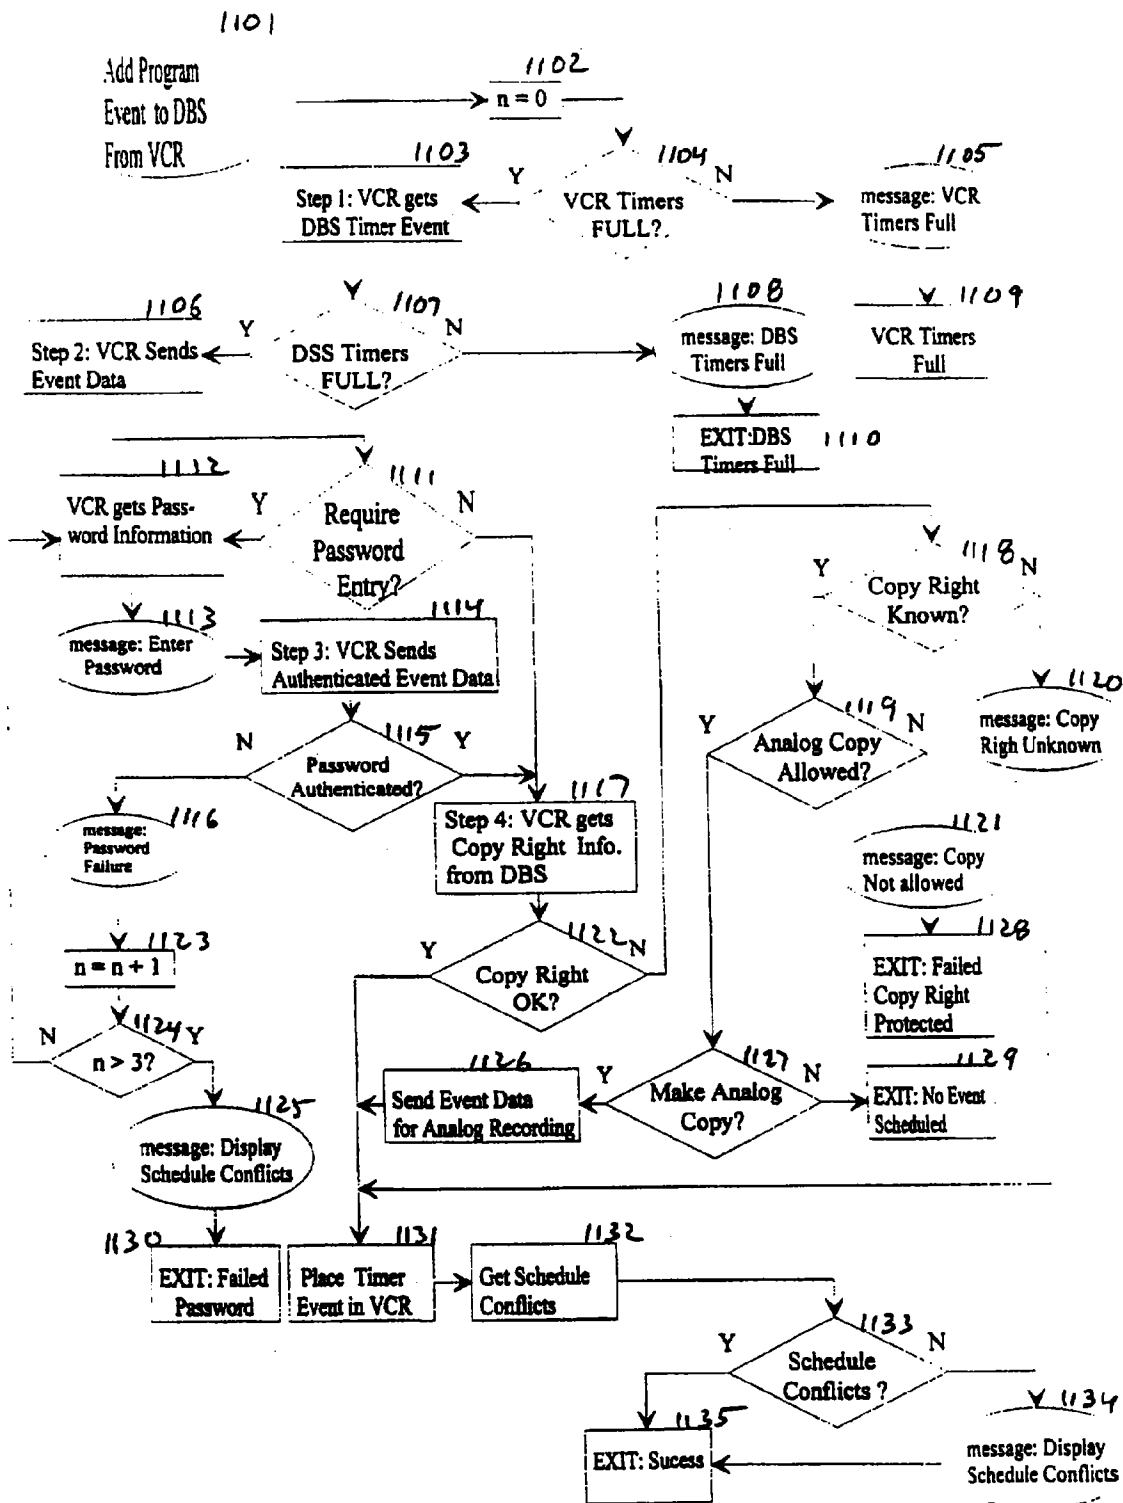 1101
Add Program
Event to DBS
From VCR
1102
n = 0
1103
Step 1: VCR gets
DBS Timer Event
Y
1104
N
VCR Timers
FULL?
1105
message: VCR
Timers Full
1106
Step 2: VCR Sends
Event Data
Y
1107
N
DSS Timers
FULL?
1108
message: DBS
Timers Full
1109
VCR Timers
Full
EXIT:DBS
Timers Full
1110
1112
VCR gets Pass-
word Information
Y
1111
N
Require
Password
Entry?
1113
message: Enter
Password
1114
Step 3: VCR Sends
Authenticated Event Data
Y
1118
N
Copy Right
Known?
N
1115
Y
Password
Authenticated?
Y
1119
N
Analog Copy
Allowed?
1120
message: Copy
Righ Unknown
1116
message:
Password
Failure
1117
Step 4: VCR gets
Copy Right Info.
from DBS
1121
message: Copy
Not allowed
1123
n = n + 1
Y
1122
N
Copy Right
OK?
1128
EXIT: Failed
Copy Right
Protected
N
1124
Y
n > 3?
1126
Send Event Data
for Analog Recording
Y
1127
N
Make Analog
Copy?
1129
EXIT: No Event
Scheduled
1125
message: Display
Schedule Conflicts
1130
EXIT: Failed
Password
1131
Place Timer
Event in VCR
1132
Get Schedule
Conflicts
Y
1133
N
Schedule
Conflicts ?
1135
EXIT: Sucess
1134
message: Display
Schedule Conflicts